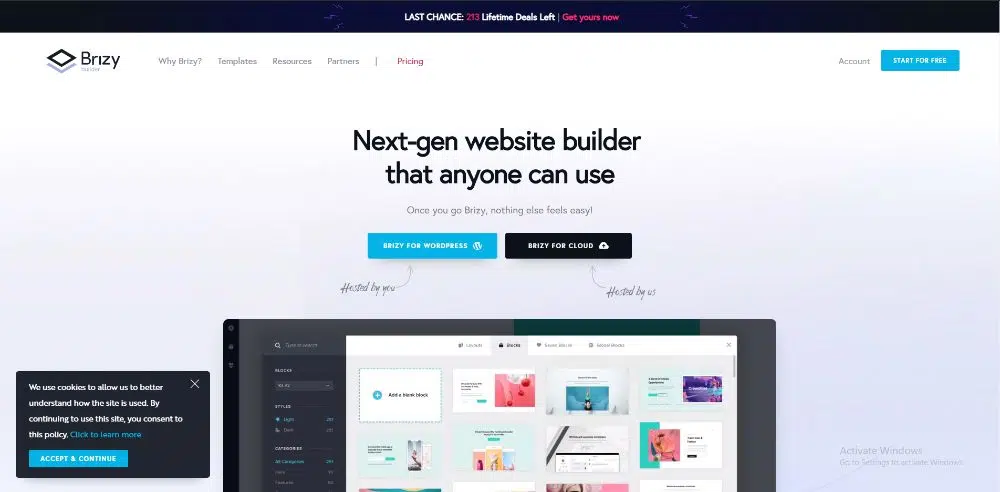 LAST CHANCE: 213 Lifetime Deals Left | Get yours now
Brizy
builder
Why Brizy?
Templates
Resources
Partners
|
Pricing
Account
START FOR FREE
Next-gen website builder
that anyone can use
Once you go Brizy, nothing else feels easy!
BRIZY FOR WORDPRESS
BRIZY FOR CLOUD
Hosted by you
Hosted by us
Type to search
Layouts
Blocks
Saved Blocks
Global Blocks
BLOCKS
Kit #2
STYLES
Light
Dark
CATEGORIES
All Categories
Add a blank block
We use cookies to allow us to better
understand how the site is used. By
continuing to use this site, you consent to
this policy. Click to learn more
ACCEPT & CONTINUE
Activate Windows
Go to Settings to activate Windows.